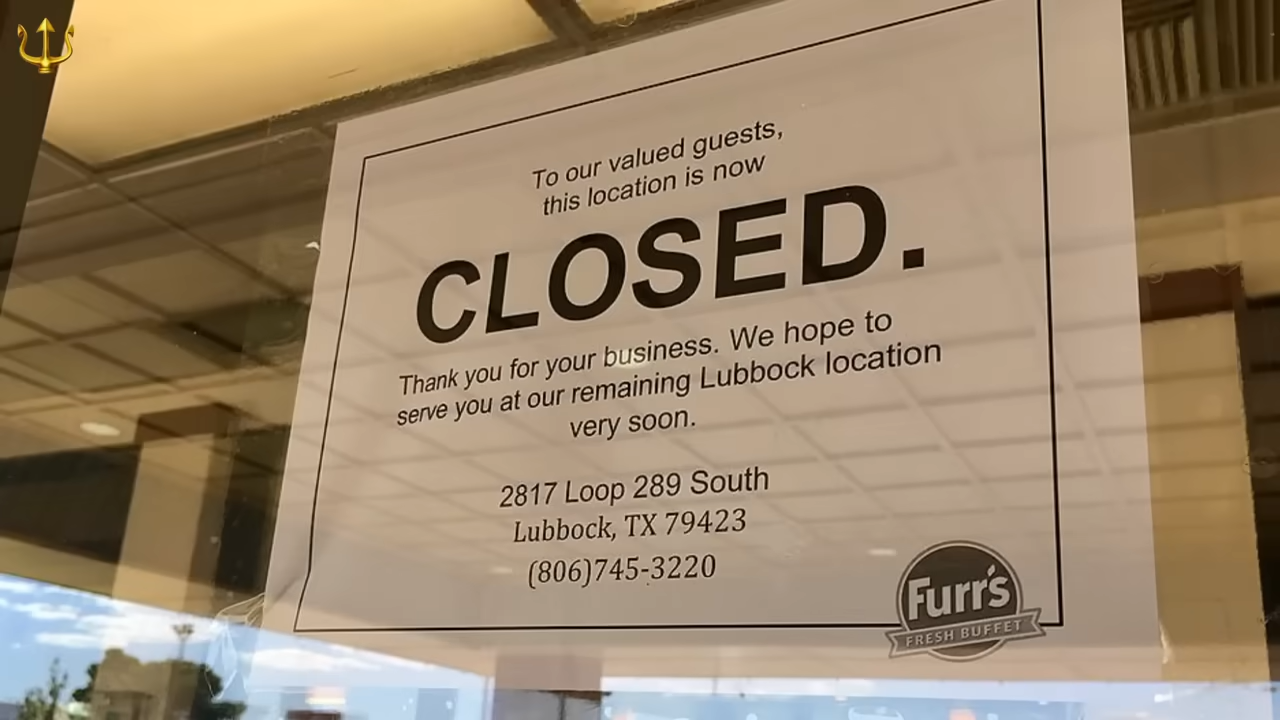 To our valued guests,
this location is now
CLOSED.
Thank you for your business. We hope to
serve you at our remaining Lubbock location
very soon.
2817 Loop 289 South
Lubbock, TX 79423
(806)745-3220
Furr's
FRESH BUFFET